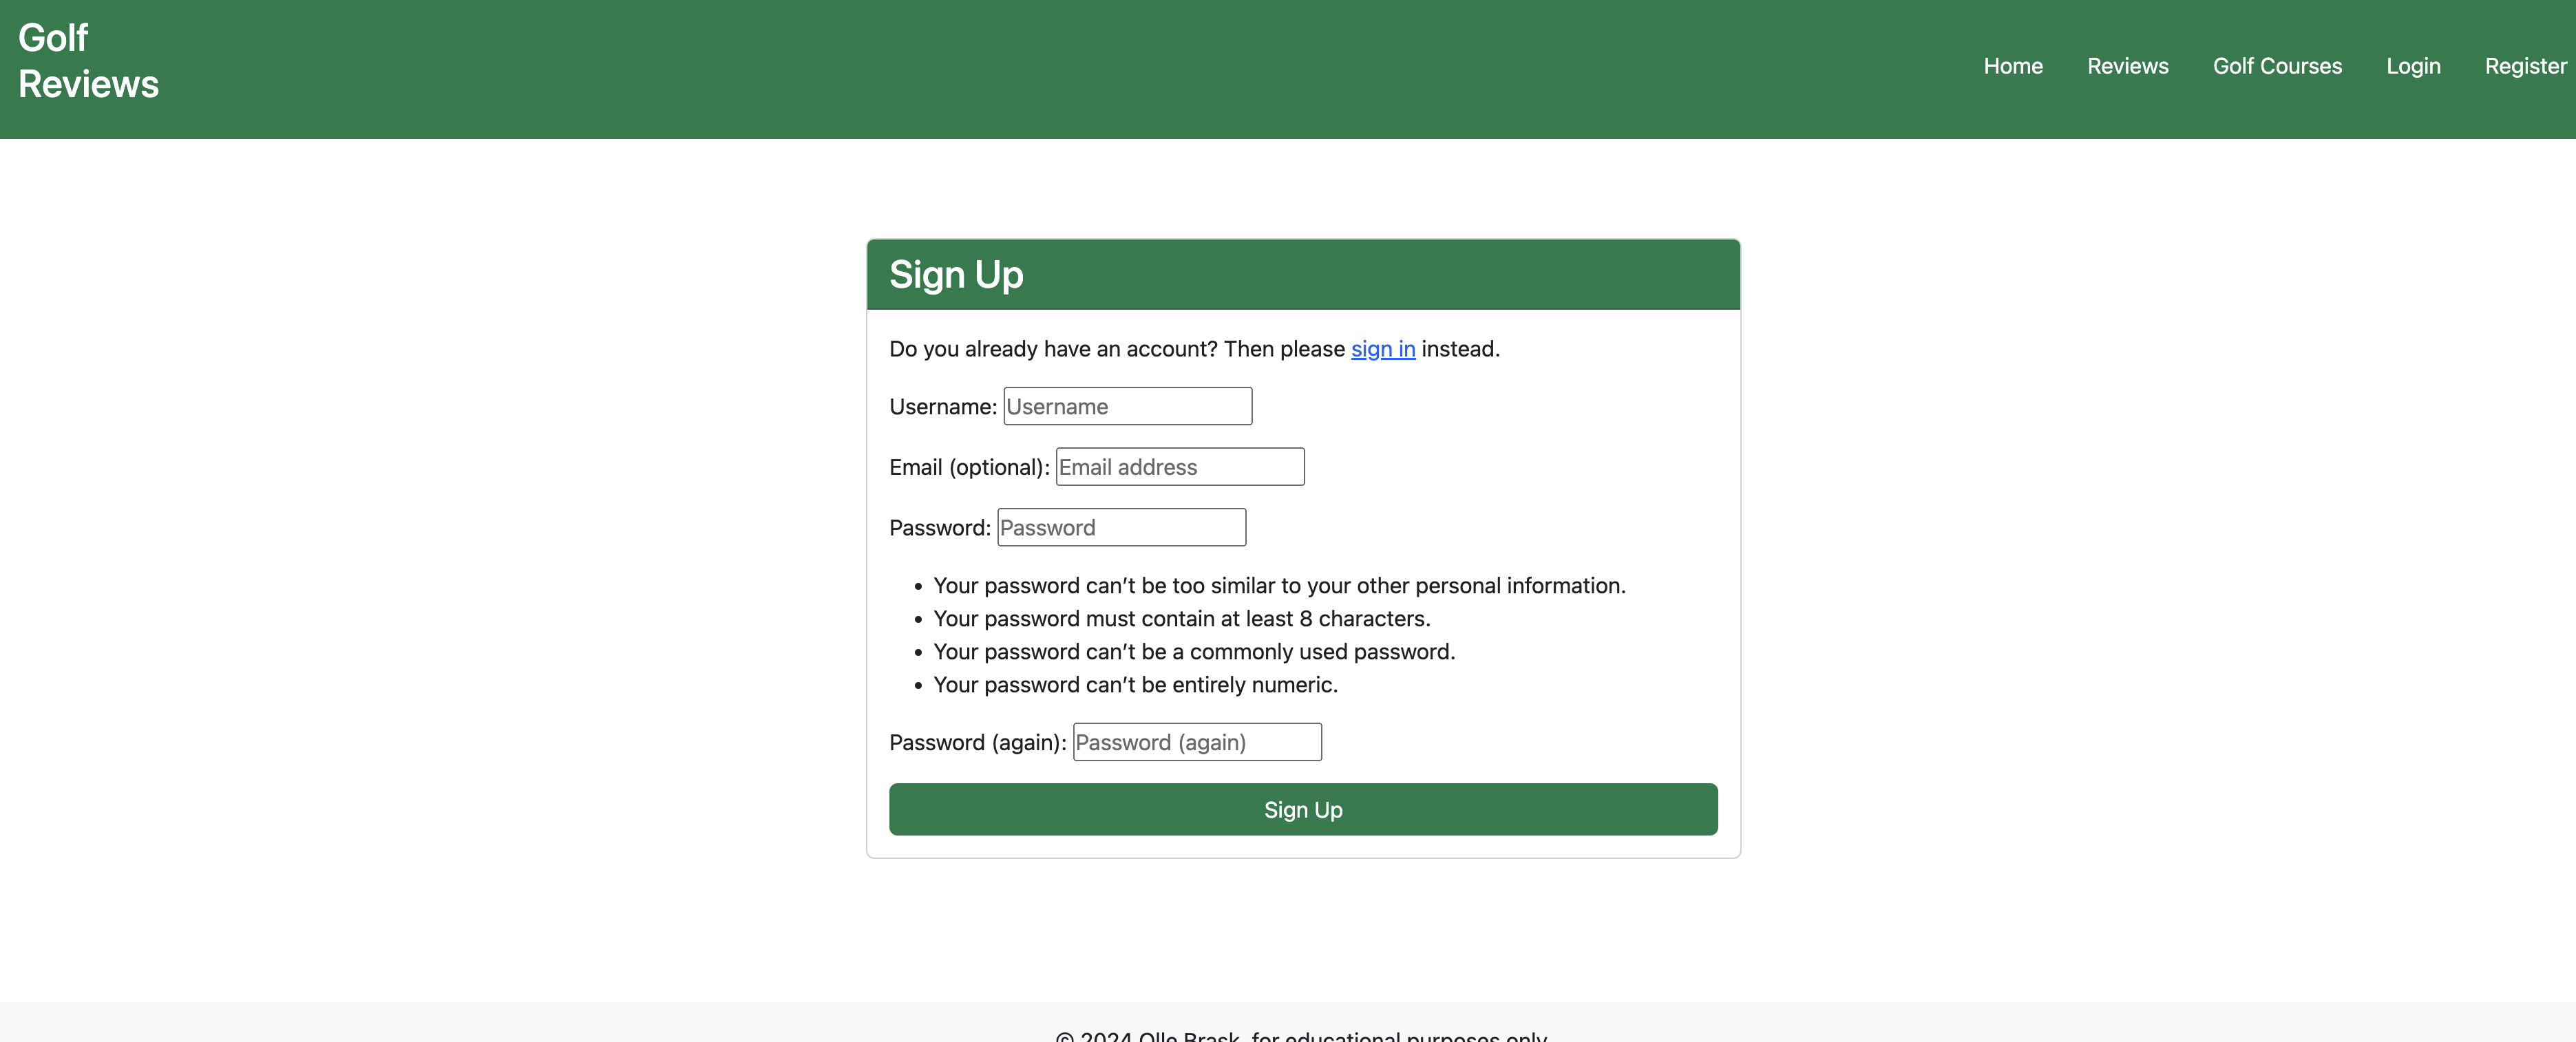 Golf
Reviews
Home Reviews Golf Courses Login Register
Sign Up
Do you already have an account? Then please sign in instead.
Username: Username
Email (optional): Email address
Password: Password
• Your password can’t be too similar to your other personal information.
• Your password must contain at least 8 characters.
• Your password can’t be a commonly used password.
• Your password can’t be entirely numeric.
Password (again): Password (again)
Sign Up
© 2024 Olle Brask, for educational purposes only